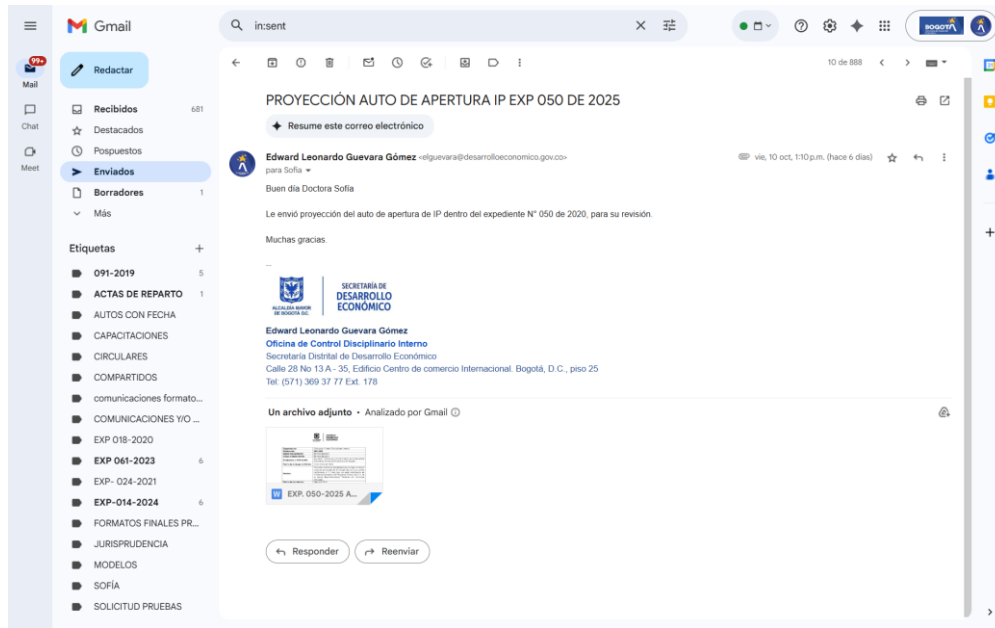 Gmail
in:sent
BOGOTÁ
99+
Mail
Chat
Meet
Redactar
Recibidos 681
Destacados
Pospuestos
Enviados
Borradores 1
Más
Etiquetas
091-2019 5
ACTAS DE REPARTO 1
AUTOS CON FECHA
CAPACITACIONES
CIRCULARES
COMPARTIDOS
comunicaciones formato...
COMUNICACIONES Y/O ...
EXP 018-2020
EXP 061-2023 6
EXP- 024-2021
EXP-014-2024 6
FORMATOS FINALES PR...
JURISPRUDENCIA
MODELOS
SOFÍA
SOLICITUD PRUEBAS
10 de 888
PROYECCIÓN AUTO DE APERTURA IP EXP 050 DE 2025
Resume este correo electrónico
Edward Leonardo Guevara Gómez <elguevara@desarrolloeconomico.gov.co>
vie, 10 oct, 1:10 p.m. (hace 6 días)
para Sofia
Buen día Doctora Sofía
Le envió proyección del auto de apertura de IP dentro del expediente N° 050 de 2020, para su revisión.
Muchas gracias.
--
ALCALDÍA MAYOR
DE BOGOTÁ D.C.
SECRETARÍA DE
DESARROLLO
ECONÓMICO
Edward Leonardo Guevara Gómez
Oficina de Control Disciplinario Interno
Secretaría Distrital de Desarrollo Económico
Calle 28 No 13 A - 35, Edificio Centro de comercio Internacional. Bogotá, D.C., piso 25
Tel: (571) 369 37 77 Ext. 178
Un archivo adjunto • Analizado por Gmail
W EXP. 050-2025 A...
Responder
Reenviar